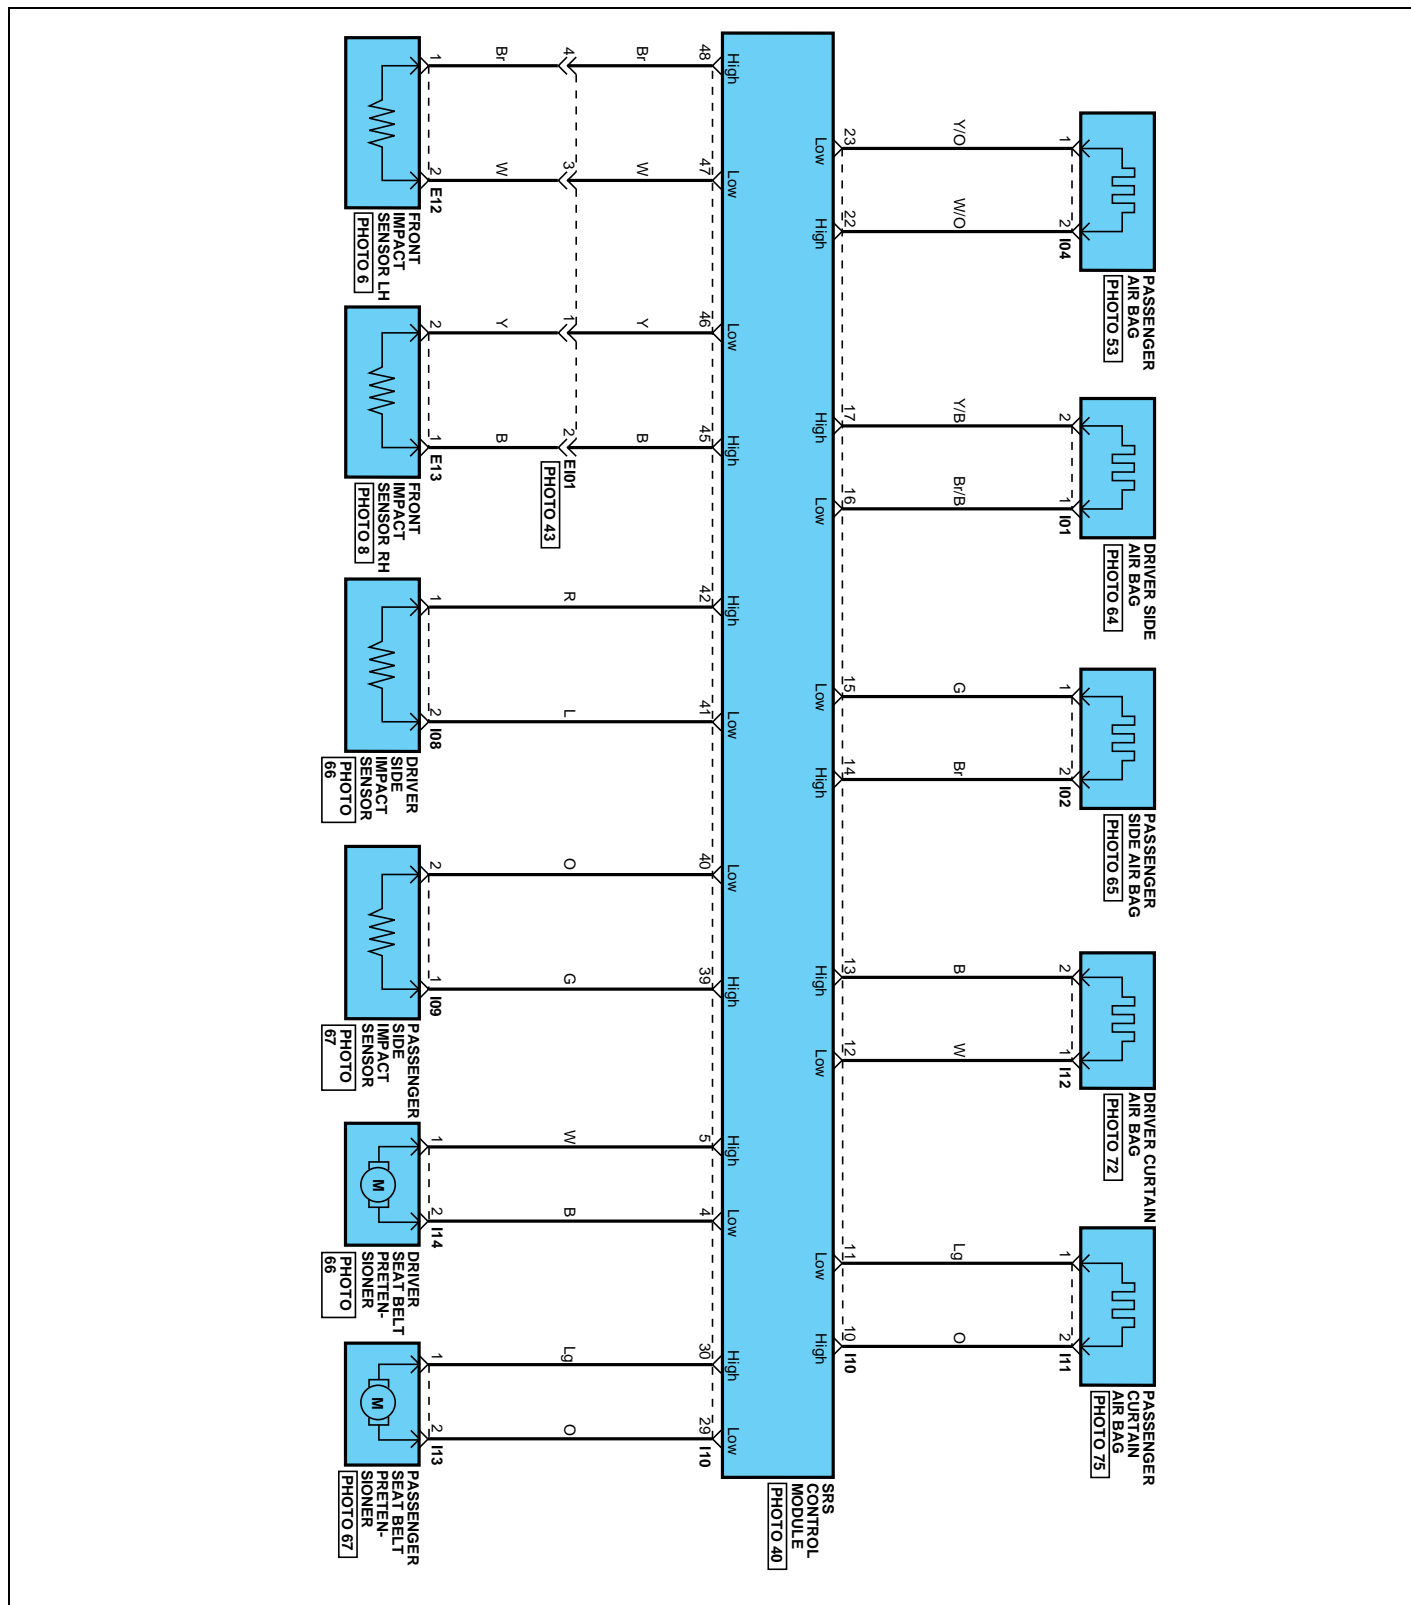 PASSENGER
AIR BAG
PHOTO 53
1
2
I04
Y/O
W/O
23
22
Low
High
DRIVER SIDE
AIR BAG
PHOTO 64
2
1
I01
Y/B
Br/B
17
16
High
Low
PASSENGER
SIDE AIR BAG
PHOTO 65
1
2
I02
G
Br
15
14
Low
High
DRIVER CURTAIN
AIR BAG
PHOTO 72
2
1
I12
B
W
13
12
High
Low
PASSENGER
CURTAIN
AIR BAG
PHOTO 75
1
2
I11
Lg
O
11
10
I10
Low
High
SRS
CONTROL
MODULE
PHOTO 40
High
Low
48
47
Br
W
4
3
Br
W
1
2
E12
FRONT
IMPACT
SENSOR LH
PHOTO 6
Low
High
46
45
Y
B
1
2
EI01
PHOTO 43
Y
B
2
1
E13
FRONT
IMPACT
SENSOR RH
PHOTO 8
High
Low
42
41
R
L
1
2
I08
DRIVER
SIDE
IMPACT
SENSOR
PHOTO
66
Low
High
40
39
O
G
2
1
I09
PASSENGER
SIDE
IMPACT
SENSOR
PHOTO
67
High
Low
5
4
W
B
1
2
I14
M
DRIVER
SEAT BELT
PRETEN-
SIONER
PHOTO
66
High
Low
30
29
I10
Lg
O
1
2
I13
M
PASSENGER
SEAT BELT
PRETEN-
SIONER
PHOTO 67